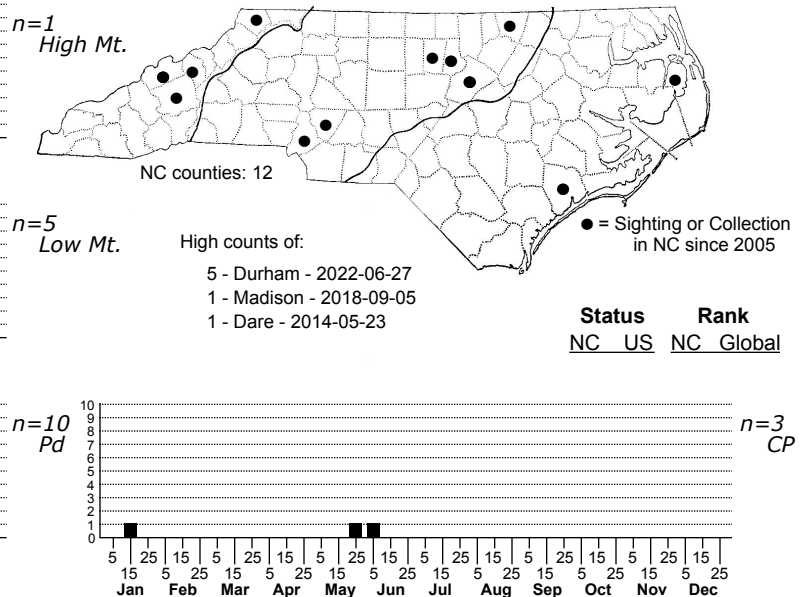 n=1
High Mt.
NC counties: 12
n=5
Low Mt.
High counts of:
5 - Durham - 2022-06-27
1 - Madison - 2018-09-05
1 - Dare - 2014-05-23
= Sighting or Collection
in NC since 2005
Status Rank
NC US NC Global
n=10
Pd
n=3
CP
10
9
8
7
6
5
4
3
2
1
0
5 25 15 5 25 15 5 25 15 5 25 15 5 25 15 5 25 15
15 5 25 15 5 25 15 5 25 15 5 25 15 5 25 15 5 25
Jan Feb Mar Apr May Jun Jul Aug Sep Oct Nov Dec